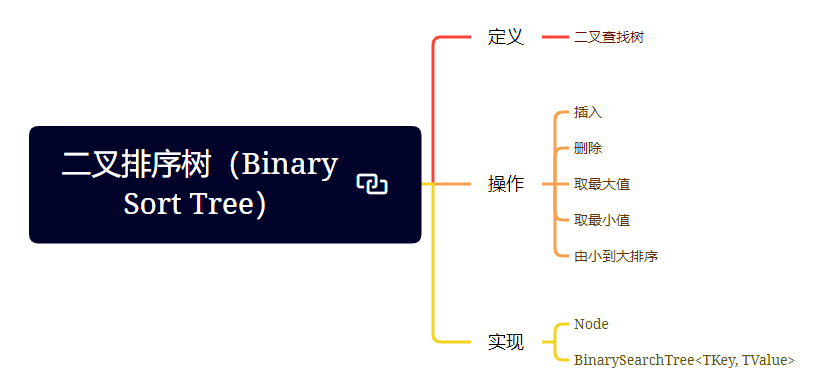 二叉排序树（Binary
Sort Tree）
定义
二叉查找树
操作
插入
删除
取最大值
取最小值
由小到大排序
实现
Node
BinarySearchTree<TKey, TValue>